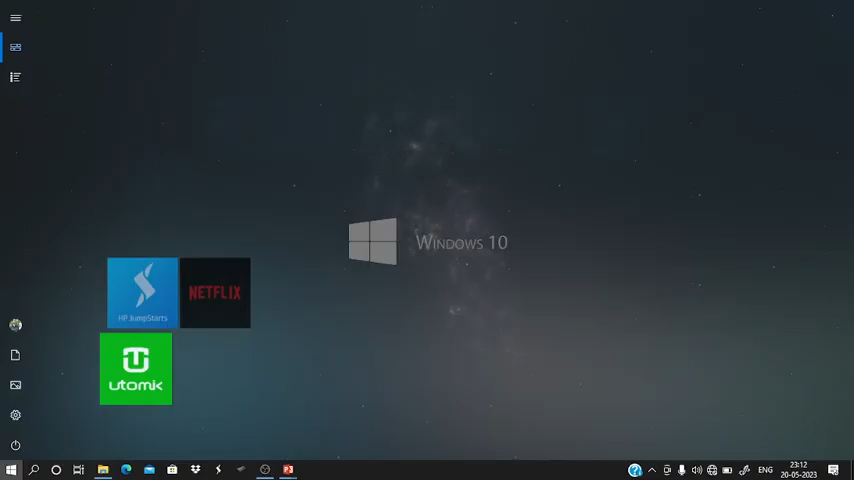 WINDOWS 10
HP JumpStarts
NETFLIX
utomik
ENG
23:12
20-05-2023